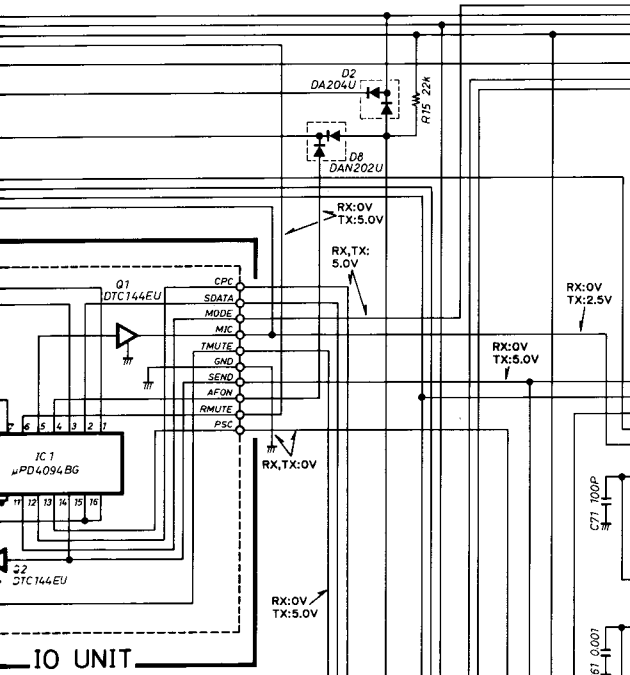 D2
DA204U
R15 22k
D8
DAN202U
RX:0V
TX:5.0V
RX,TX:
5.0V
Q1
DTC144EU
CPC
SDATA
MODE
MIC
TMUTE
GND
SEND
AFON
RMUTE
PSC
RX:0V
TX:2.5V
RX:0V
TX:5.0V
7 6 5 4 3 2 1
IC1
μPD4094BG
11 12 13 14 15 16
RX,TX:0V
C71 100P
DTC144EU
RX:0V
TX:5.0V
61 0.001
IO UNIT